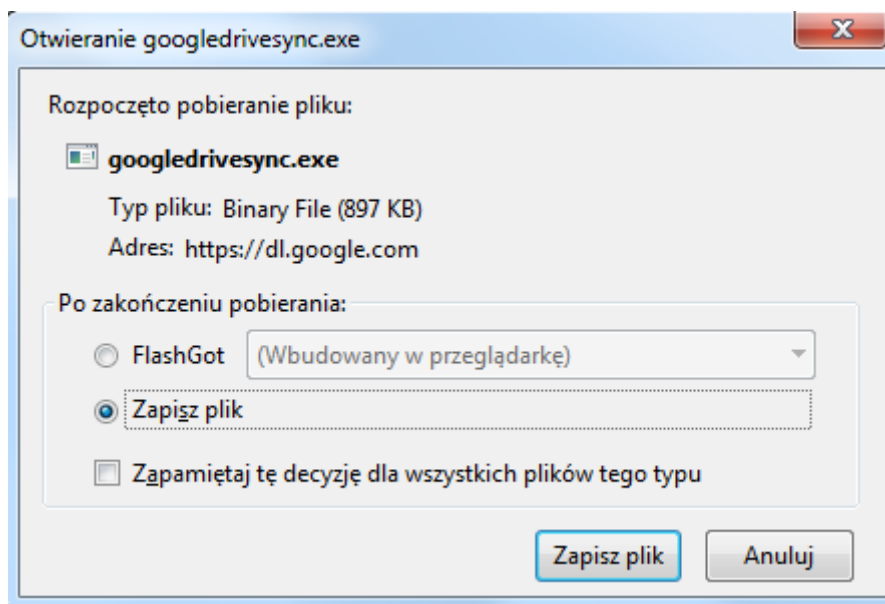 Otwieranie googledrivesync.exe
Rozpoczęto pobieranie pliku:
googledrivesync.exe
Typ pliku: Binary File (897 KB)
Adres: https://dl.google.com
Po zakończeniu pobierania:
FlashGot (Wbudowany w przeglądarkę)
Zapisz plik
Zapamiętaj tę decyzję dla wszystkich plików tego typu
Zapisz plik Anuluj